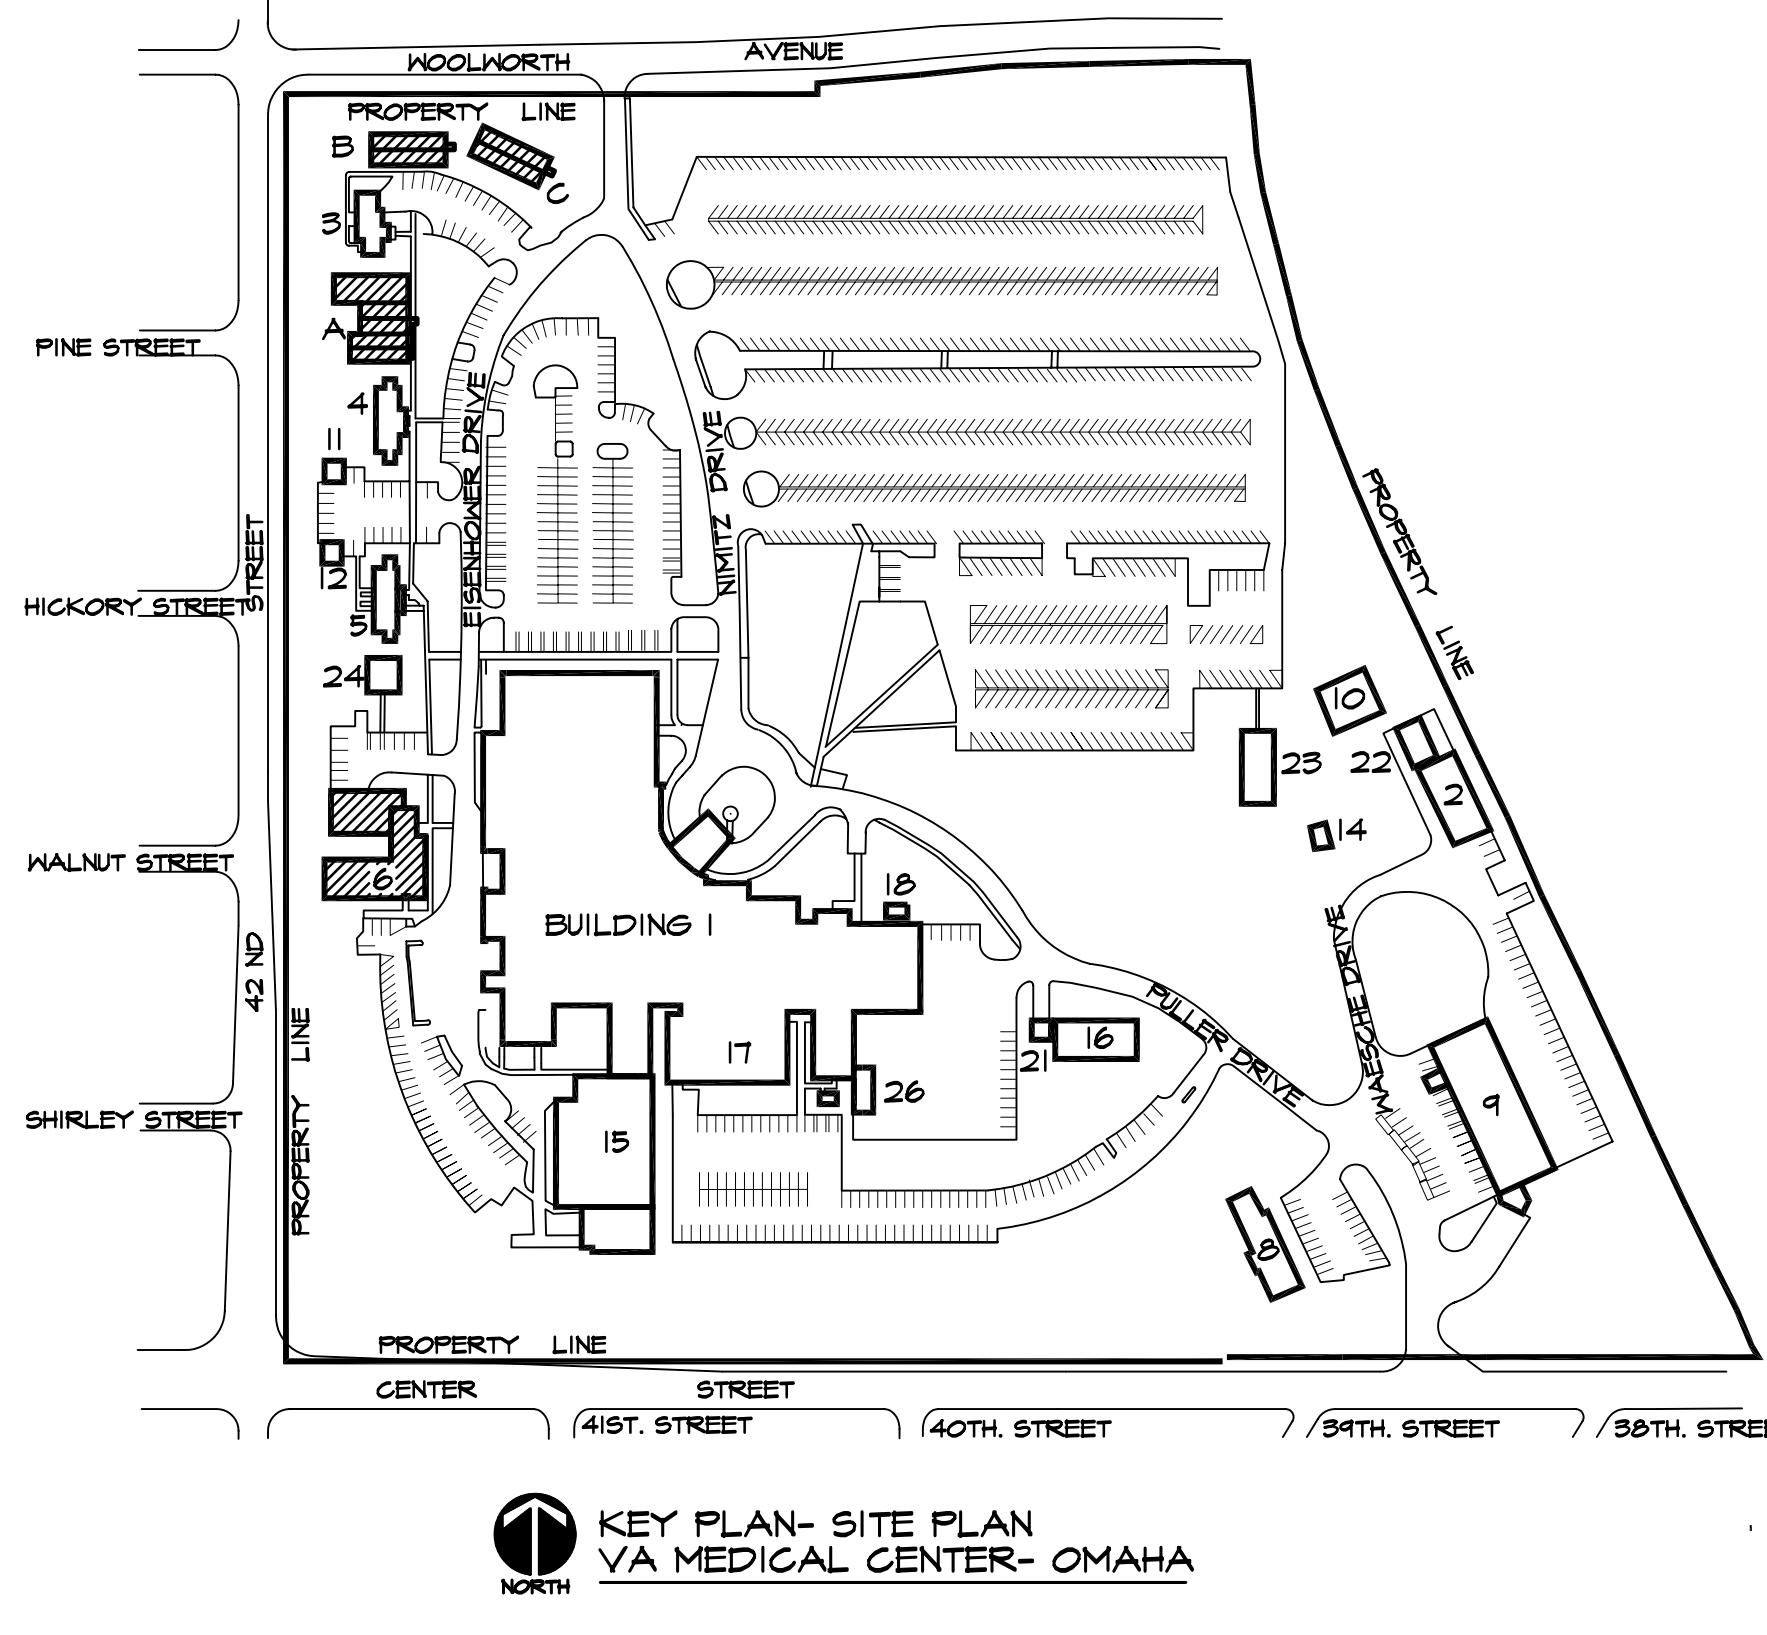 WOOLWORTH AVENUE
PROPERTY LINE
B
C
3
A
PINE STREET
4
11
EISENHOWER DRIVE
NIMITZ DRIVE
PROPERTY LINE
12
HICKORY STREET
5
24
10
23
22
2
14
WALNUT STREET
6
18
BUILDING 1
42 ND STREET
MAESCHE DRIVE
PULLER DRIVE
17
21
16
26
9
SHIRLEY STREET
PROPERTY LINE
15
8
PROPERTY LINE
CENTER STREET
41ST. STREET
40TH. STREET
39TH. STREET
38TH. STREE
KEY PLAN- SITE PLAN
VA MEDICAL CENTER- OMAHA
NORTH